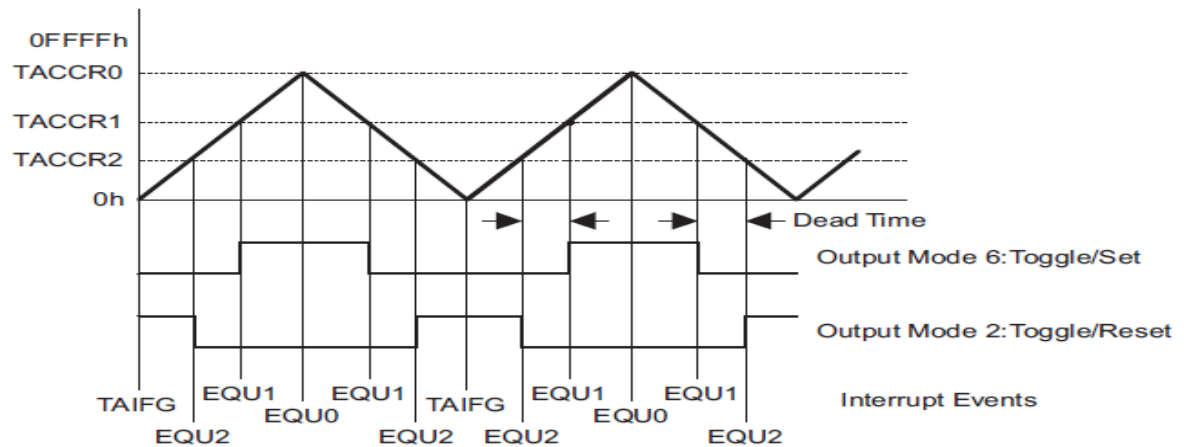 0FFFFh
TACCR0
TACCR1
TACCR2
0h
Dead Time
Output Mode 6:Toggle/Set
Output Mode 2:Toggle/Reset
EQU1 EQU1 EQU1 EQU1
TAIFG EQU0 TAIFG EQU0 Interrupt Events
EQU2 EQU2 EQU2 EQU2